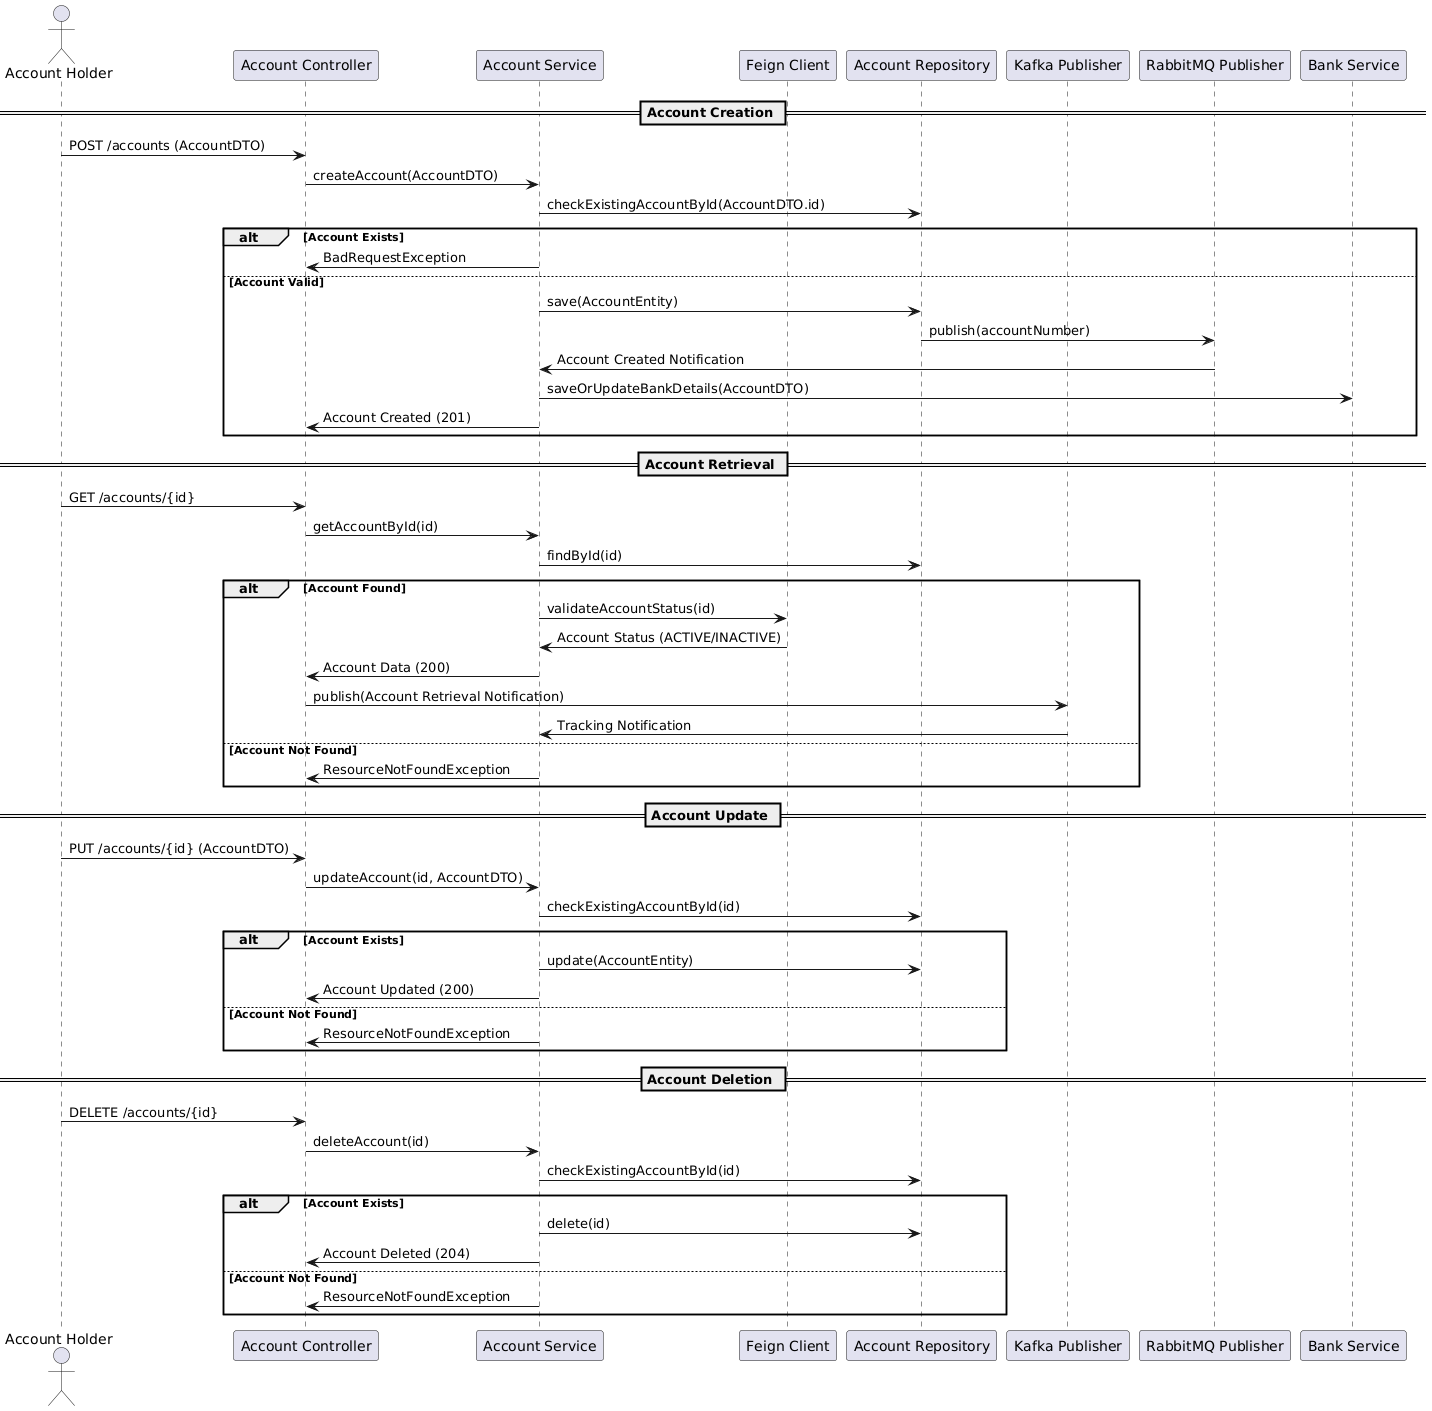 Account Holder
Account Controller
Account Service
Feign Client
Account Repository
Kafka Publisher
RabbitMQ Publisher
Bank Service
Account Creation
POST /accounts (AccountDTO)
createAccount(AccountDTO)
checkExistingAccountById(AccountDTO.id)
alt [Account Exists]
BadRequestException
[Account Valid]
save(AccountEntity)
publish(accountNumber)
Account Created Notification
saveOrUpdateBankDetails(AccountDTO)
Account Created (201)
Account Retrieval
GET /accounts/{id}
getAccountById(id)
findById(id)
alt [Account Found]
validateAccountStatus(id)
Account Status (ACTIVE/INACTIVE)
Account Data (200)
publish(Account Retrieval Notification)
Tracking Notification
[Account Not Found]
ResourceNotFoundException
Account Update
PUT /accounts/{id} (AccountDTO)
updateAccount(id, AccountDTO)
checkExistingAccountById(id)
alt [Account Exists]
update(AccountEntity)
Account Updated (200)
[Account Not Found]
ResourceNotFoundException
Account Deletion
DELETE /accounts/{id}
deleteAccount(id)
checkExistingAccountById(id)
alt [Account Exists]
delete(id)
Account Deleted (204)
[Account Not Found]
ResourceNotFoundException
Account Holder
Account Controller
Account Service
Feign Client
Account Repository
Kafka Publisher
RabbitMQ Publisher
Bank Service